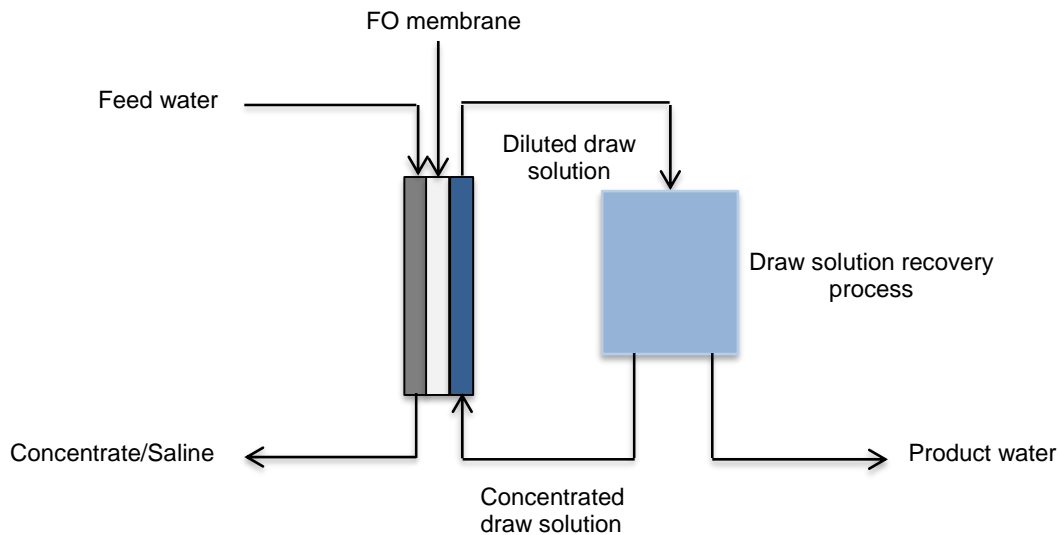 FO membrane
Feed water
Diluted draw
solution
Draw solution recovery
process
Concentrate/Saline
Product water
Concentrated
draw solution